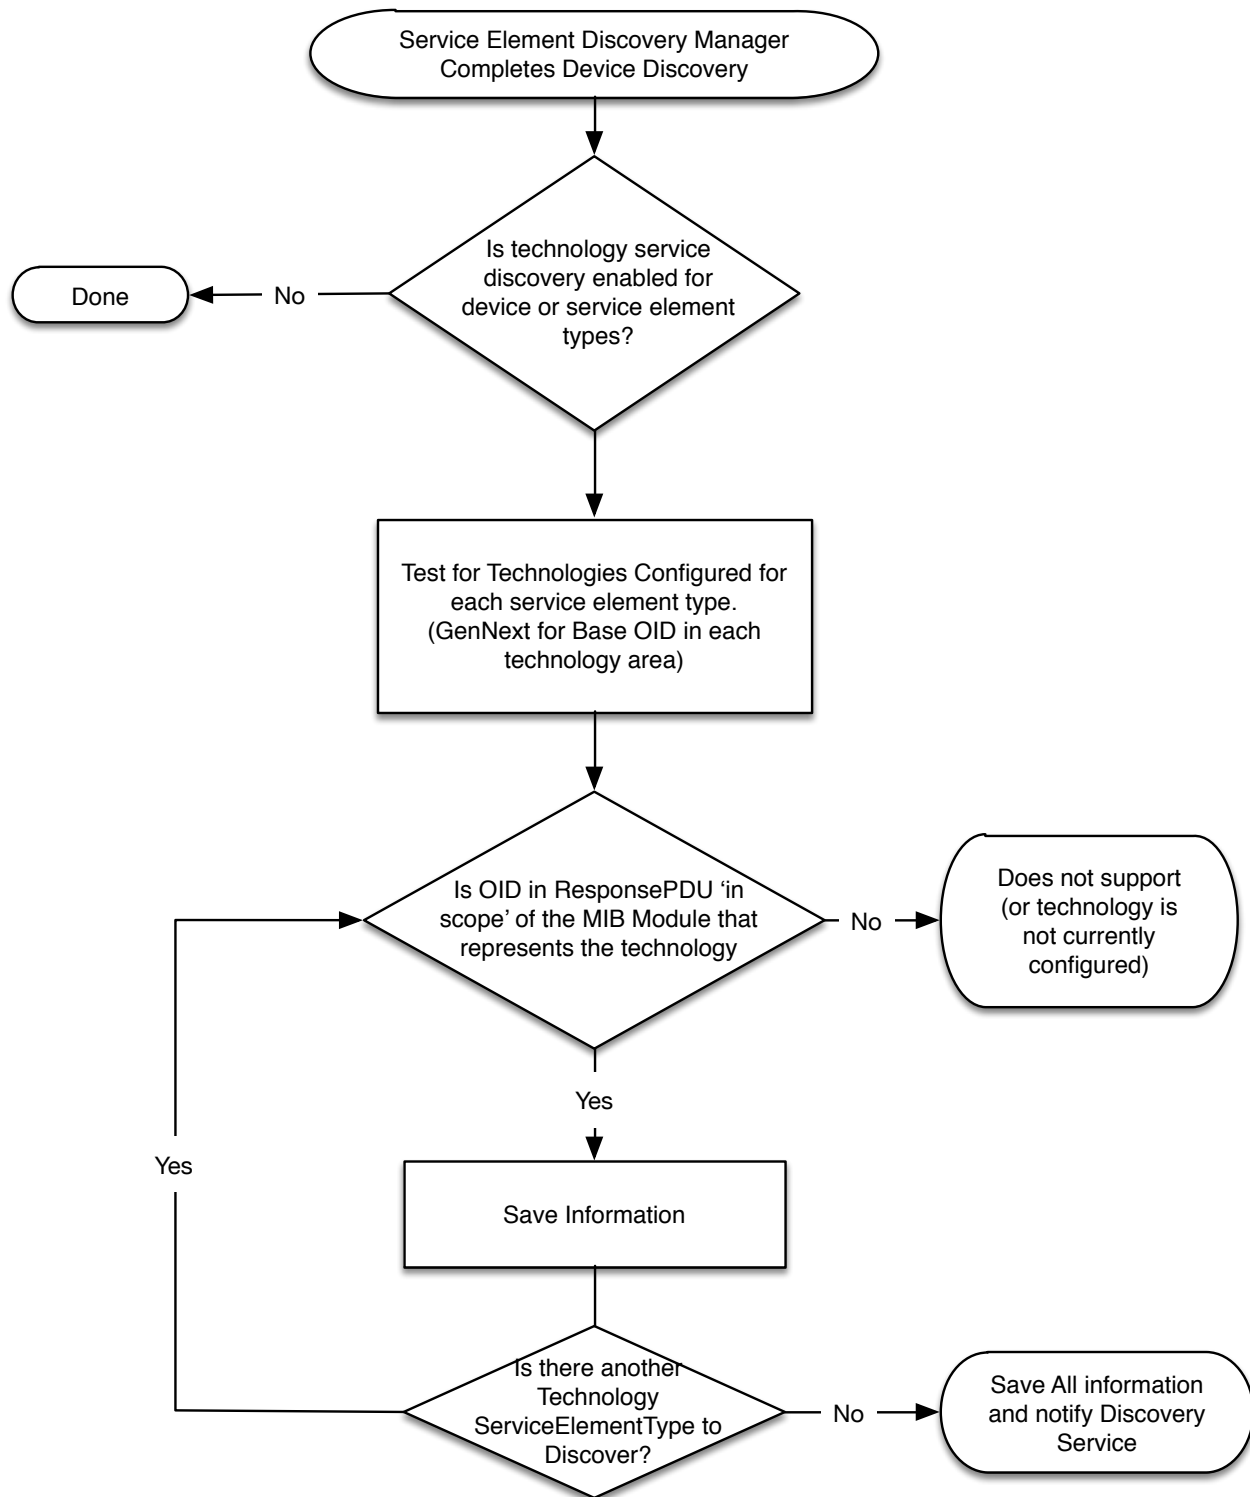 Service Element Discovery Manager
Completes Device Discovery
Is technology service
discovery enabled for
device or service element
types?
No
Done
Test for Technologies Configured for
each service element type.
(GenNext for Base OID in each
technology area)
Is OID in ResponsePDU ‘in
scope’ of the MIB Module that
represents the technology
No
Does not support
(or technology is
not currently
configured)
Yes
Yes
Save Information
Is there another
Technology
ServiceElementType to
Discover?
No
Save All information
and notify Discovery
Service